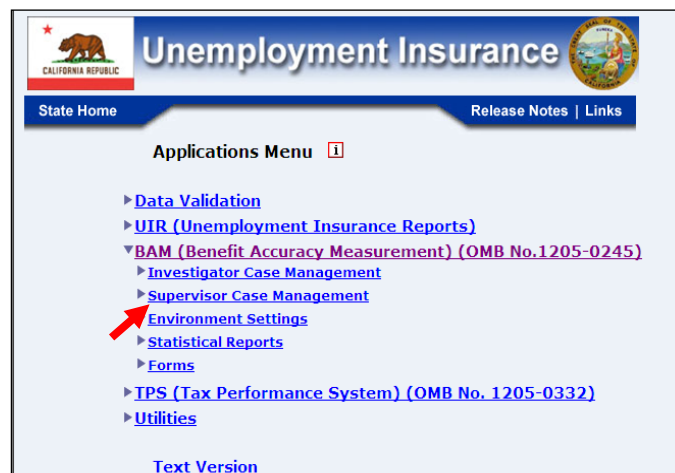 CALIFORNIA REPUBLIC
Unemployment Insurance
State Home
Release Notes | Links
Applications Menu i
Data Validation
UIR (Unemployment Insurance Reports)
BAM (Benefit Accuracy Measurement) (OMB No.1205-0245)
Investigator Case Management
Supervisor Case Management
Environment Settings
Statistical Reports
Forms
TPS (Tax Performance System) (OMB No. 1205-0332)
Utilities
Text Version